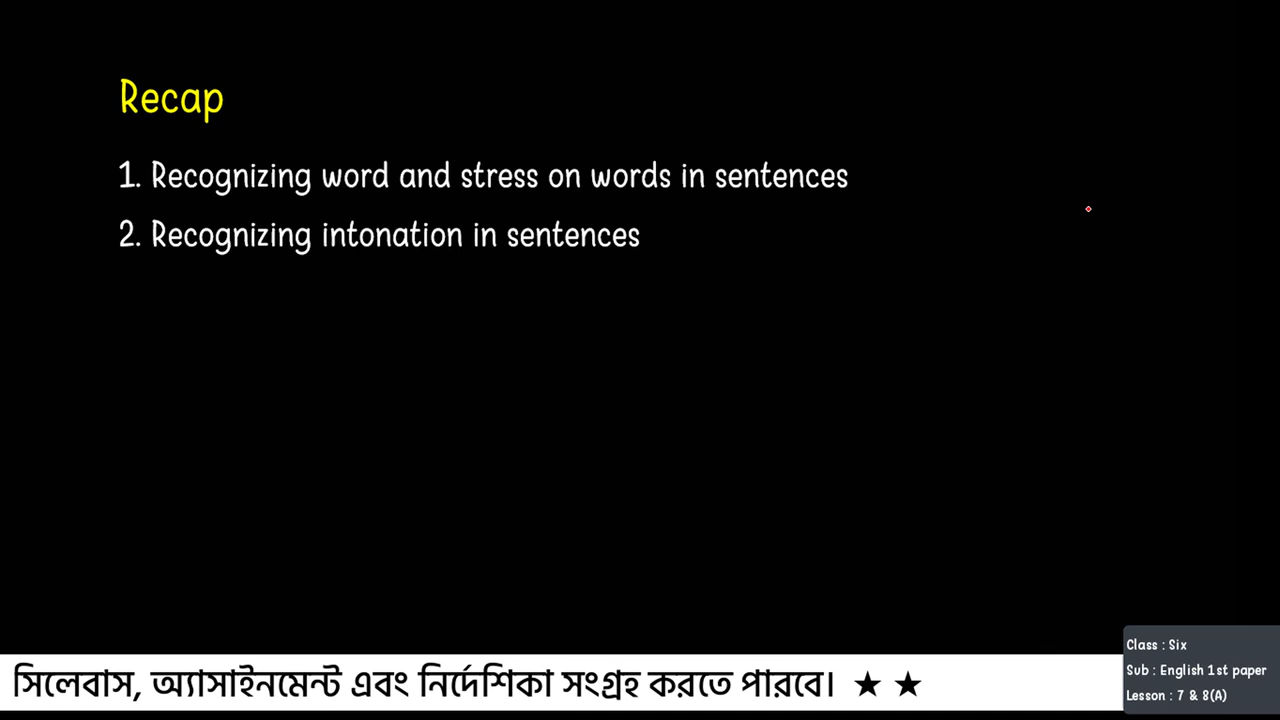 Recap
1. Recognizing word and stress on words in sentences
2. Recognizing intonation in sentences
সিলেবাস, অ্যাসাইনমেন্ট এবং নির্দেশিকা সংগ্রহ করতে পারবে। ★ ★
Class : Six
Sub : English 1st paper
Lesson : 7 & 8(A)